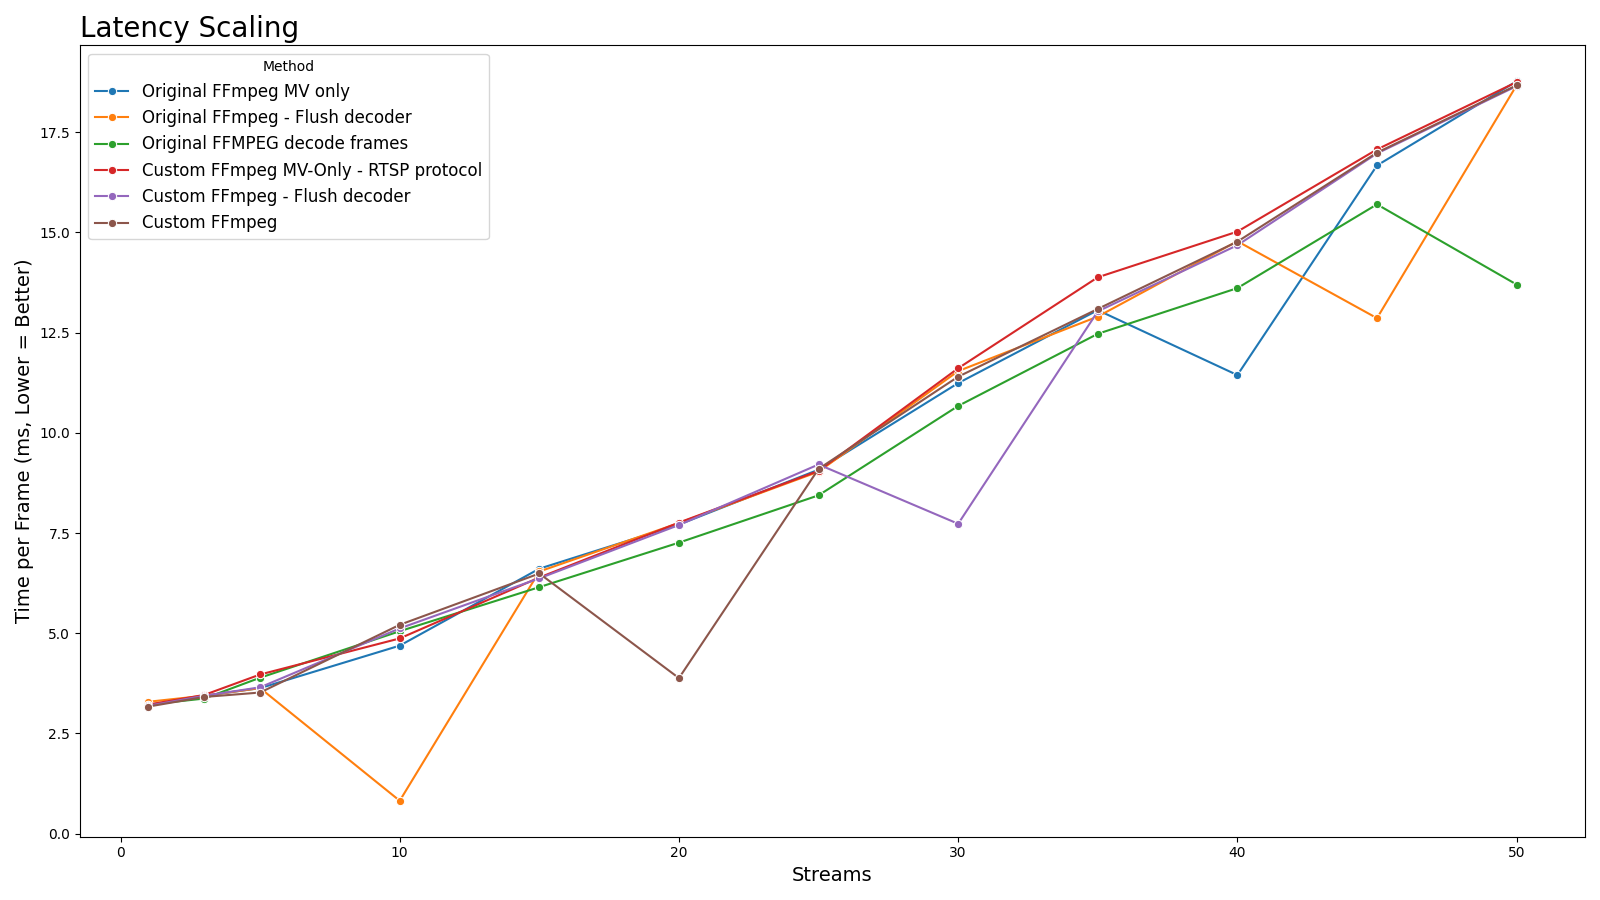 Latency Scaling
Method
Original FFmpeg MV only
Original FFmpeg - Flush decoder
Original FFMPEG decode frames
Custom FFmpeg MV-Only - RTSP protocol
Custom FFmpeg - Flush decoder
Custom FFmpeg
Time per Frame (ms, Lower = Better)
17.5
15.0
12.5
10.0
7.5
5.0
2.5
0.0
0 10 20 30 40 50
Streams